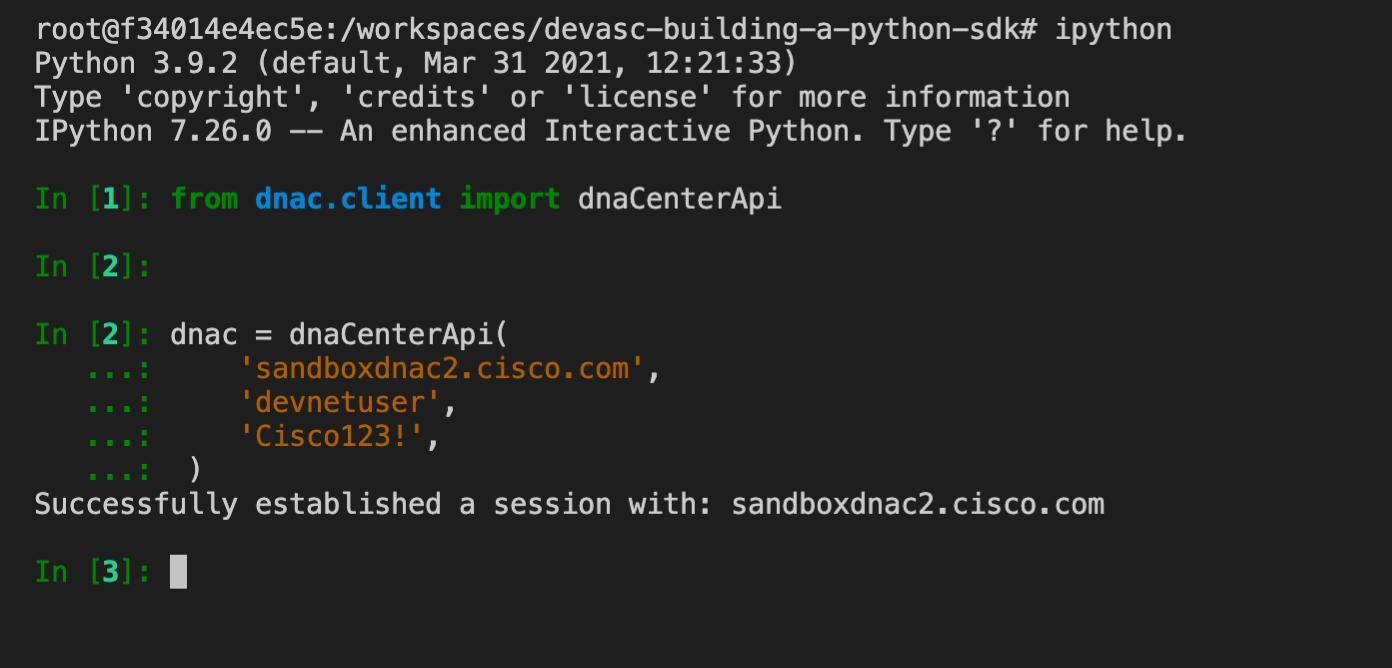 root@f34014e4ec5e:/workspaces/devasc-building-a-python-sdk# ipython
Python 3.9.2 (default, Mar 31 2021, 12:21:33)
Type 'copyright', 'credits' or 'license' for more information
IPython 7.26.0 -- An enhanced Interactive Python. Type '?' for help.
In [1]: from dnac.client import dnaCenterApi
In [2]:
In [2]: dnac = dnaCenterApi(
...:     'sandboxdnac2.cisco.com',
...:     'devnetuser',
...:     'Cisco123!',
...:  )
Successfully established a session with: sandboxdnac2.cisco.com
In [3]: